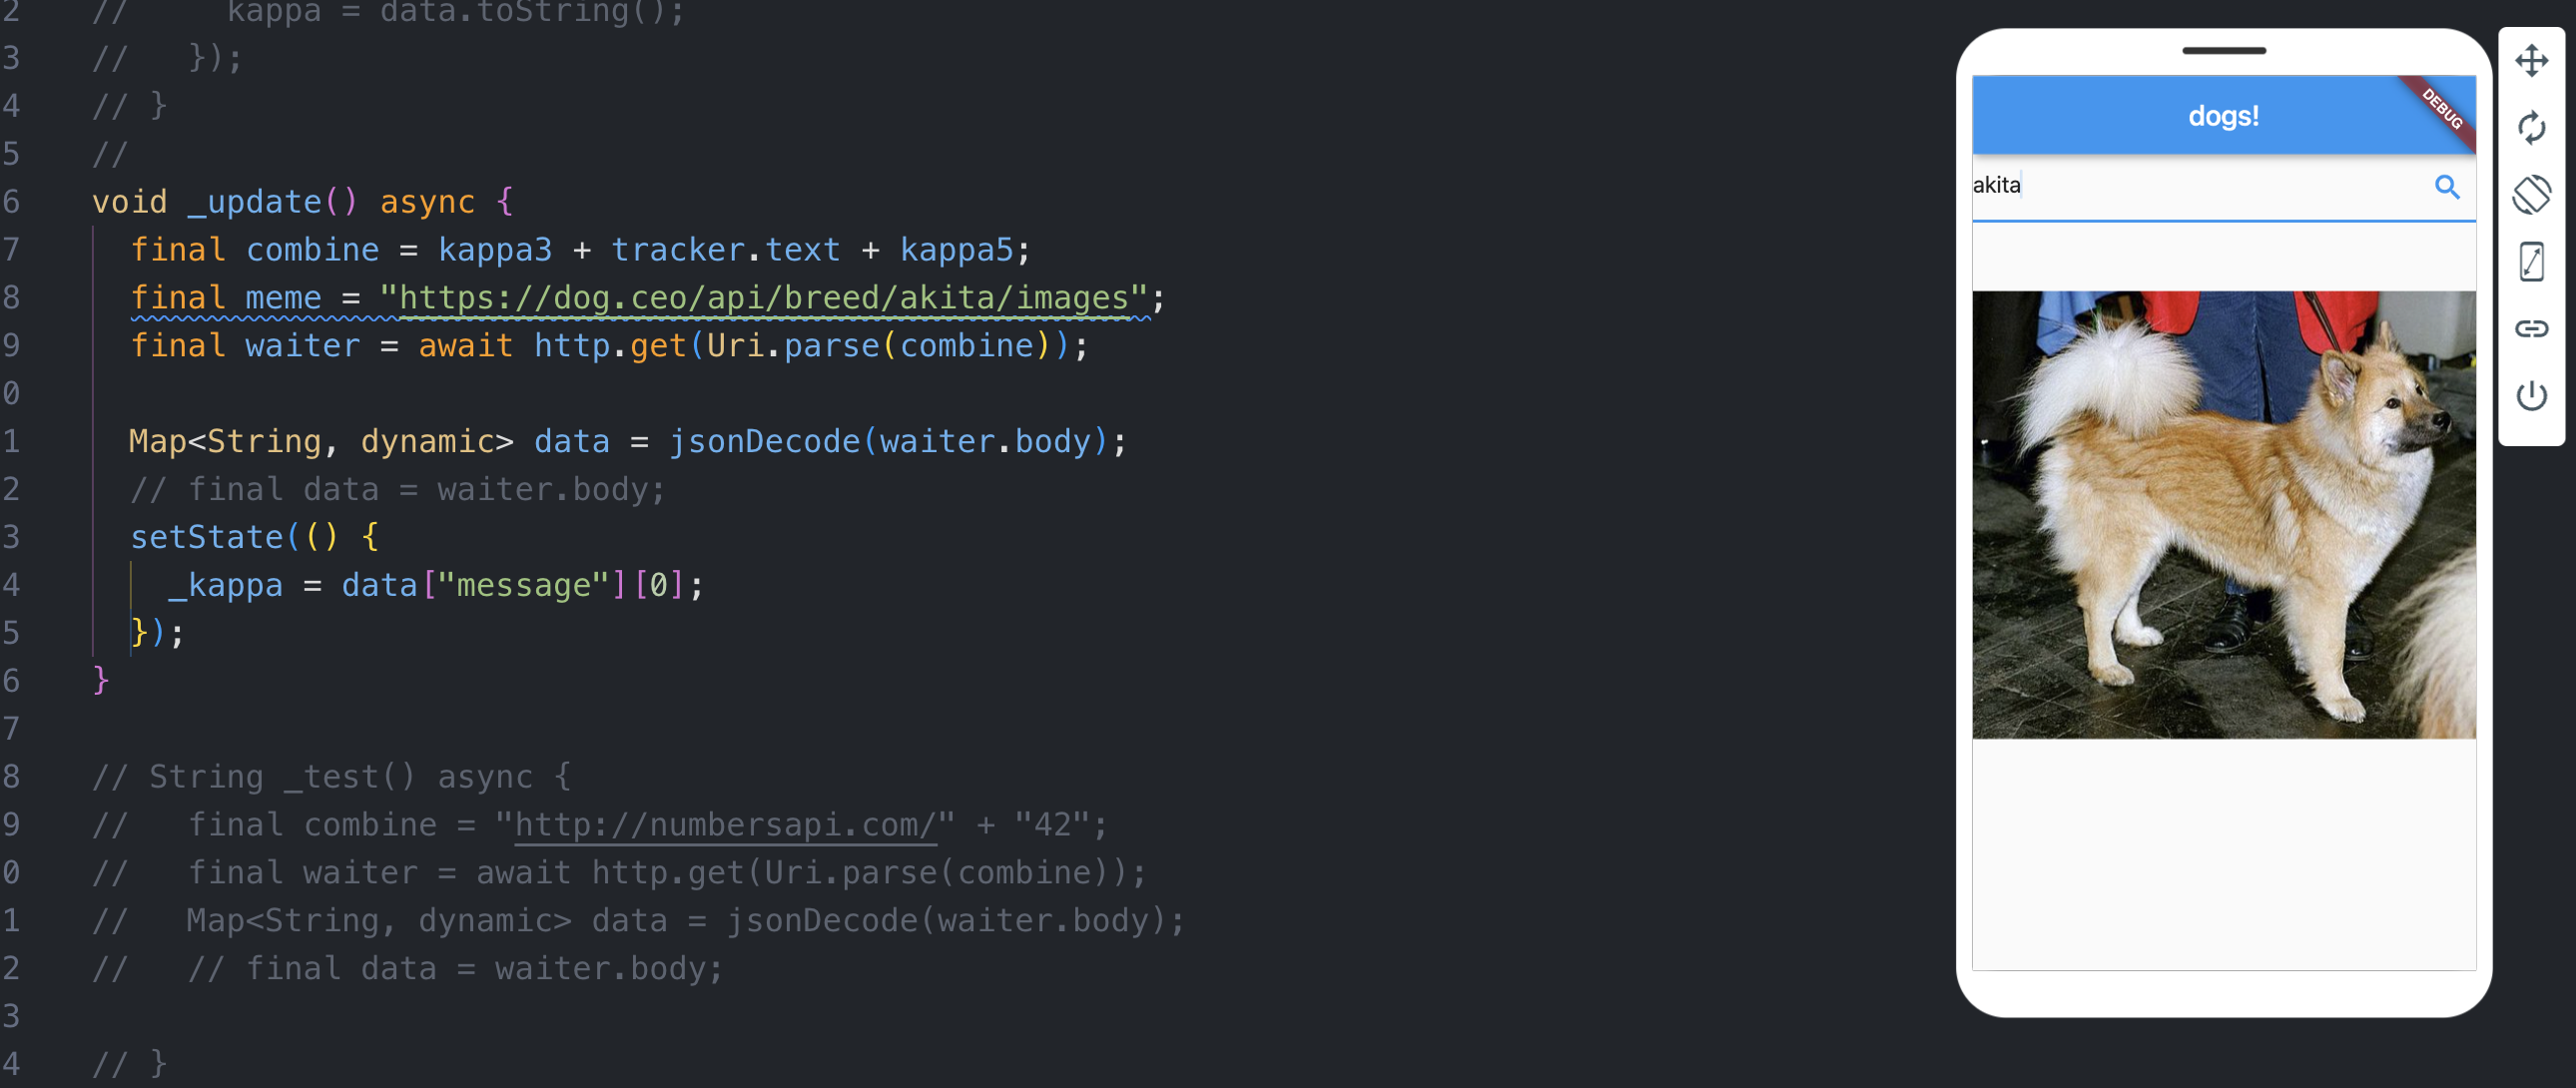 2 //     kappa = data.toString();
3 //   });
4 // }
5 //
6 void _update() async {
7   final combine = kappa3 + tracker.text + kappa5;
8   final meme = "https://dog.ceo/api/breed/akita/images";
9   final waiter = await http.get(Uri.parse(combine));
0
1   Map<String, dynamic> data = jsonDecode(waiter.body);
2   // final data = waiter.body;
3   setState(() {
4     _kappa = data["message"][0];
5   });
6 }
7
8 // String _test() async {
9 //   final combine = "http://numbersapi.com/" + "42";
0 //   final waiter = await http.get(Uri.parse(combine));
1 //   Map<String, dynamic> data = jsonDecode(waiter.body);
2 //   // final data = waiter.body;
3
4 // }
dogs!
DEBUG
akita